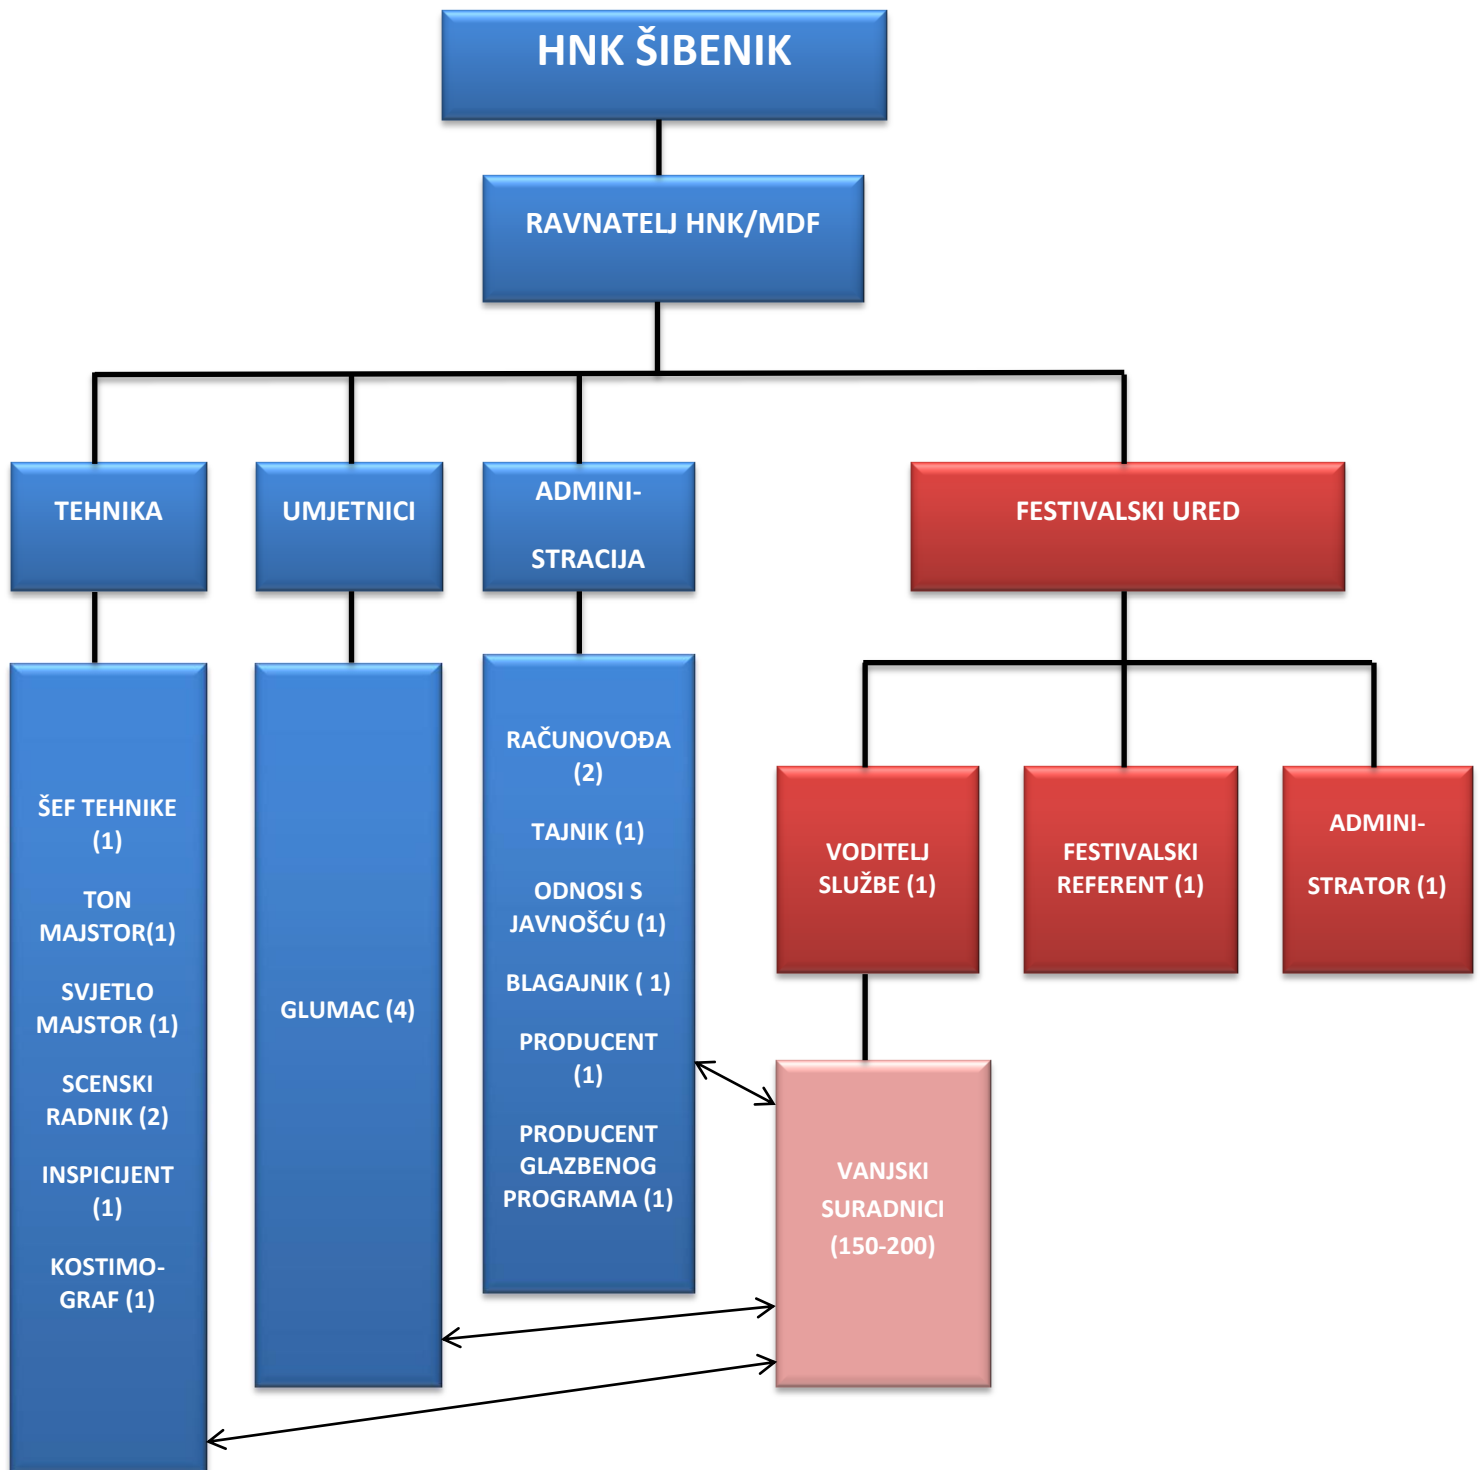 HNK ŠIBENIK
RAVNATELJ HNK/MDF
TEHNIKA
UMJETNICI
ADMINI-
STRACIJA
FESTIVALSKI URED
ŠEF TEHNIKE
(1)
TON
MAJSTOR(1)
SVJETLO
MAJSTOR (1)
SCENSKI
RADNIK (2)
INSPICIJENT
(1)
KOSTIMO-
GRAF (1)
GLUMAC (4)
RAČUNOVOĐA
(2)
TAJNIK (1)
ODNOSI S
JAVNOŠĆU (1)
BLAGAJNIK ( 1)
PRODUCENT
(1)
PRODUCENT
GLAZBENOG
PROGRAMA (1)
VODITELJ
SLUŽBE (1)
FESTIVALSKI
REFERENT (1)
ADMINI-
STRATOR (1)
VANJSKI
SURADNICI
(150-200)